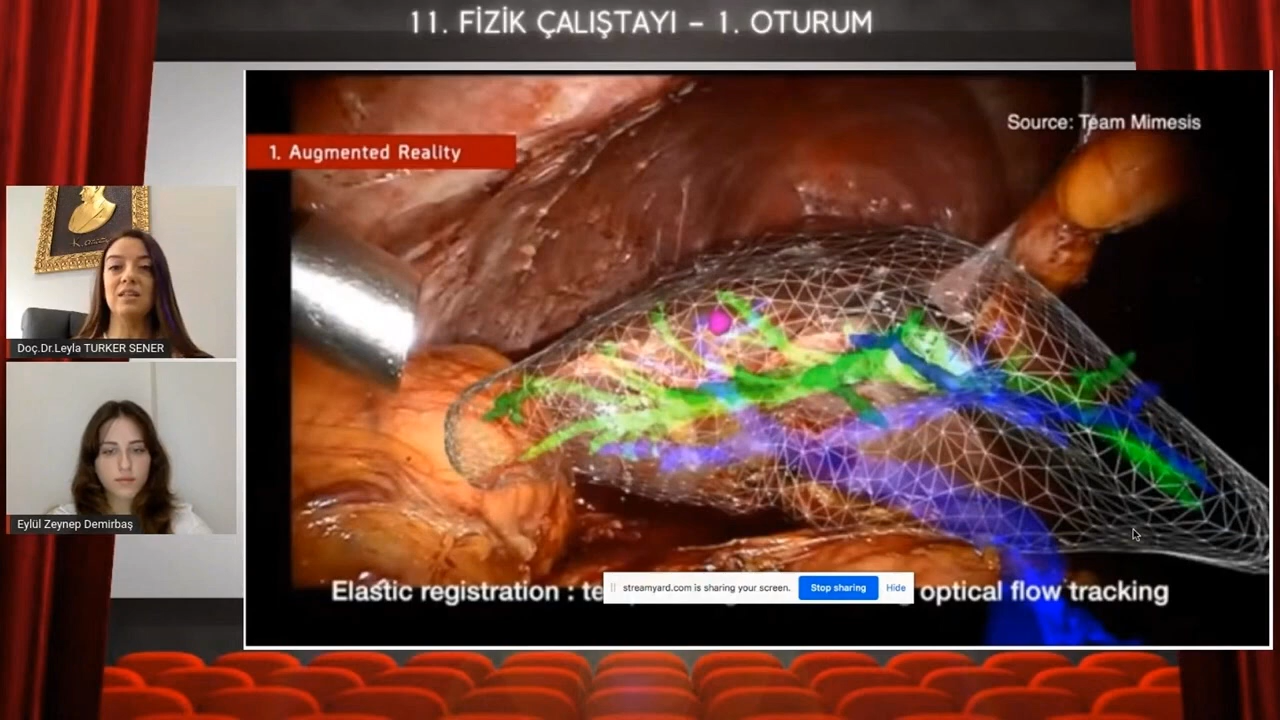 11. FİZİK ÇALIŞTAYI – 1. OTURUM
Source: Team Mimesis
1. Augmented Reality
Doç.Dr.Leyla TURKER SENER
Eylül Zeynep Demirbaş
streamyard.com is sharing your screen. Stop sharing Hide
Elastic registration : optical flow tracking